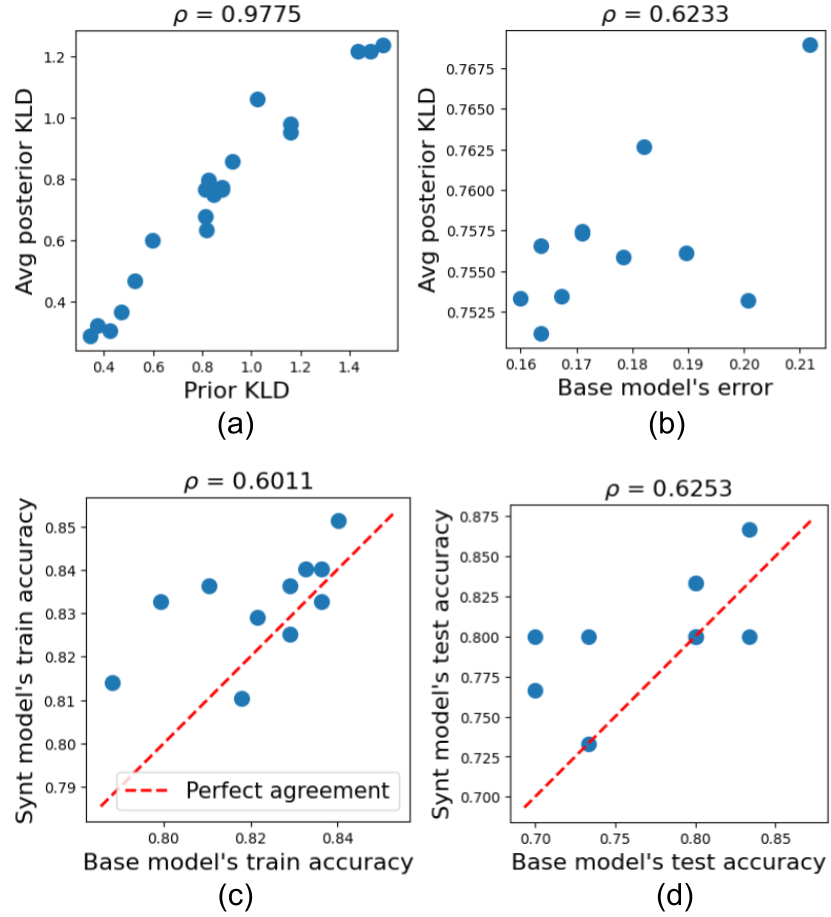 ρ = 0.9775
Avg posterior KLD
1.2
1.0
0.8
0.6
0.4
0.4 0.6 0.8 1.0 1.2 1.4
Prior KLD
(a)
ρ = 0.6233
Avg posterior KLD
0.7675
0.7650
0.7625
0.7600
0.7575
0.7550
0.7525
0.16 0.17 0.18 0.19 0.20 0.21
Base model's error
(b)
ρ = 0.6011
Synt model's train accuracy
0.85
0.84
0.83
0.82
0.81
0.80
0.79
Perfect agreement
0.80 0.82 0.84
Base model's train accuracy
(c)
ρ = 0.6253
Synt model's test accuracy
0.875
0.850
0.825
0.800
0.775
0.750
0.725
0.700
0.70 0.75 0.80 0.85
Base model's test accuracy
(d)